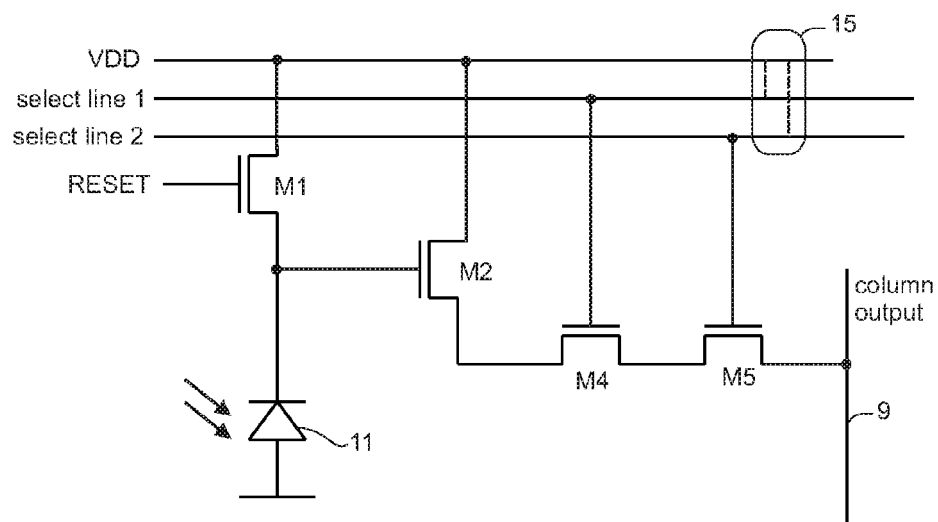 15
VDD
select line 1
select line 2
RESET
M1
M2
column
output
M4
M5
9
11